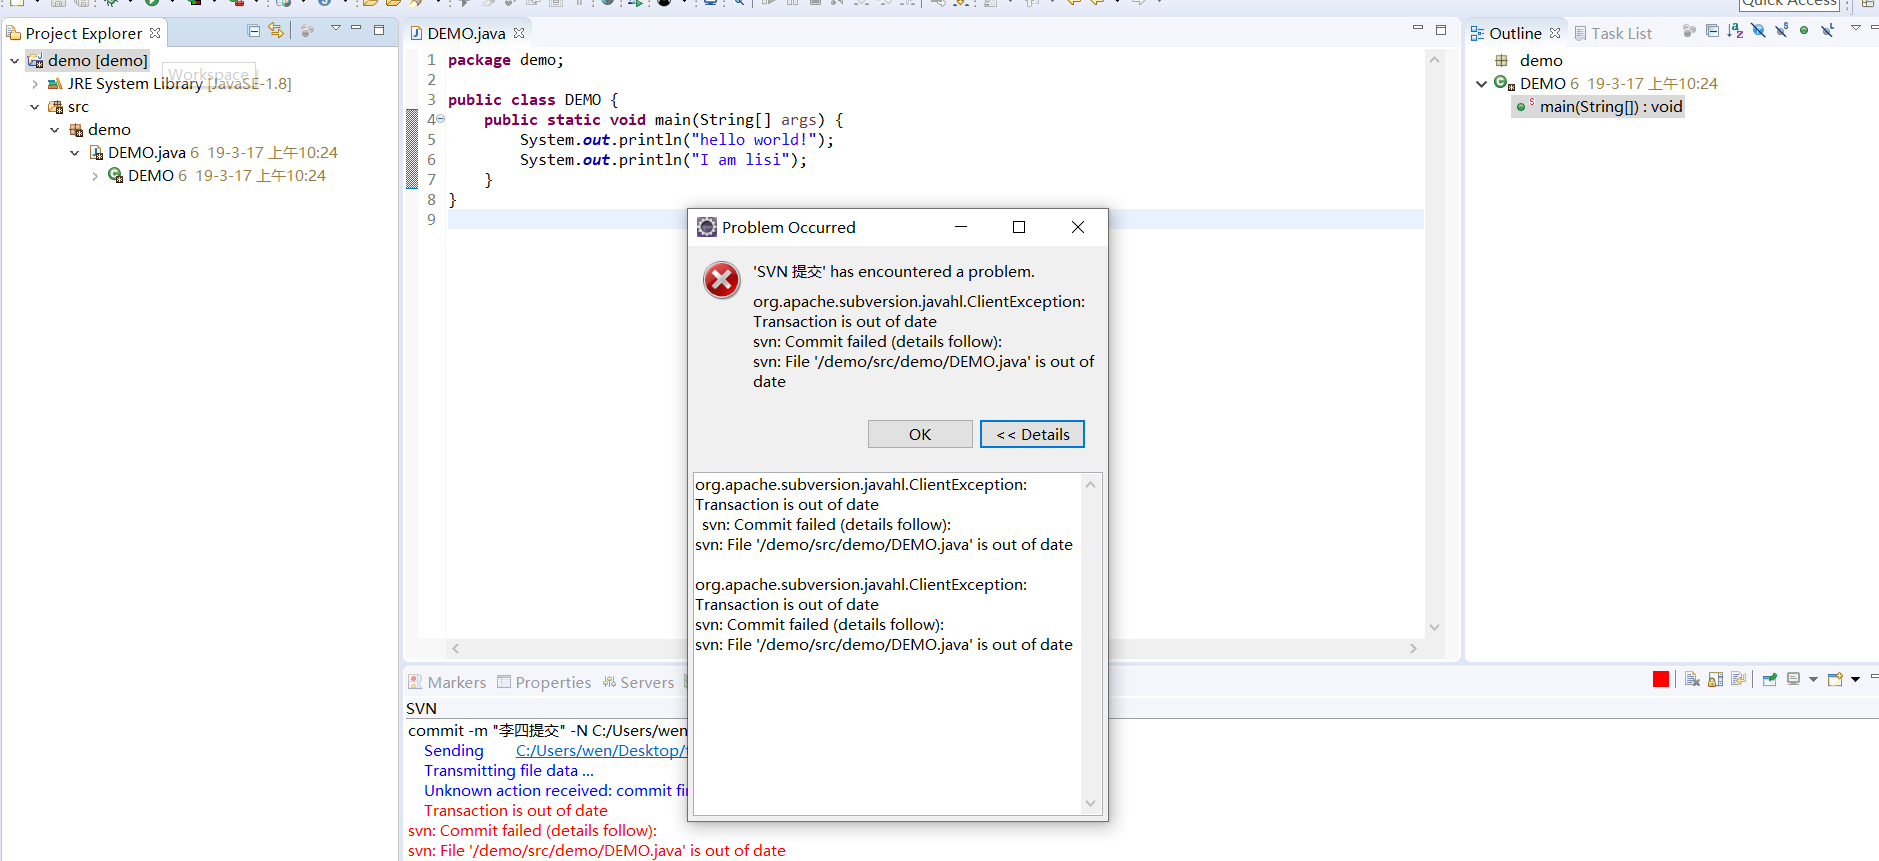 Quick Access
Project Explorer
demo [demo]
Workspace
JRE System Library [JavaSE-1.8]
src
demo
DEMO.java 6 19-3-17 上午10:24
DEMO 6 19-3-17 上午10:24
DEMO.java
1 package demo;
2
3 public class DEMO {
4 public static void main(String[] args) {
5 System.out.println("hello world!");
6 System.out.println("I am lisi");
7 }
8 }
9
Outline
Task List
demo
DEMO 6 19-3-17 上午10:24
main(String[]) : void
Problem Occurred
'SVN 提交' has encountered a problem.
org.apache.subversion.javahl.ClientException:
Transaction is out of date
svn: Commit failed (details follow):
svn: File '/demo/src/demo/DEMO.java' is out of
date
OK
<< Details
org.apache.subversion.javahl.ClientException:
Transaction is out of date
svn: Commit failed (details follow):
svn: File '/demo/src/demo/DEMO.java' is out of date
org.apache.subversion.javahl.ClientException:
Transaction is out of date
svn: Commit failed (details follow):
svn: File '/demo/src/demo/DEMO.java' is out of date
Markers
Properties
Servers
SVN
commit -m "李四提交" -N C:/Users/wen
Sending C:/Users/wen/Desktop/
Transmitting file data ...
Unknown action received: commit
Transaction is out of date
svn: Commit failed (details follow):
svn: File '/demo/src/demo/DEMO.java' is out of date